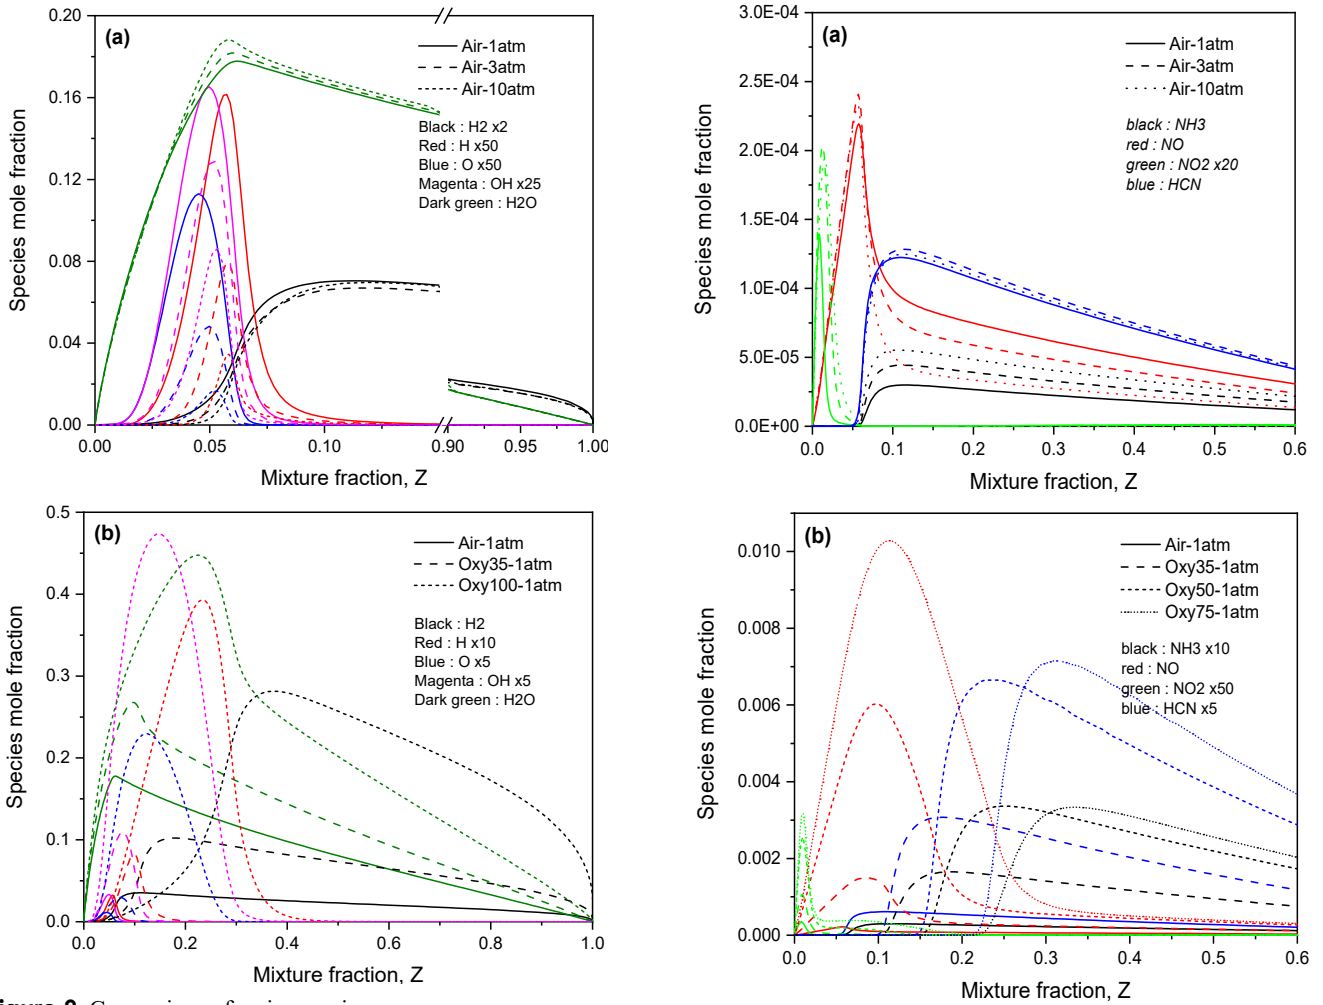 (a)
Air-1atm
Air-3atm
Air-10atm
Black : H2 x2
Red : H x50
Blue : O x50
Magenta : OH x25
Dark green : H2O
0.20
0.16
0.12
0.08
0.04
0.00
Species mole fraction
0.00 0.05 0.10 0.90 0.95 1.00
Mixture fraction, Z
(a)
Air-1atm
Air-3atm
Air-10atm
black : NH3
red : NO
green : NO2 x20
blue : HCN
3.0E-04
2.5E-04
2.0E-04
1.5E-04
1.0E-04
5.0E-05
0.0E+00
Species mole fraction
0.0 0.1 0.2 0.3 0.4 0.5 0.6
Mixture fraction, Z
(b)
Air-1atm
Oxy35-1atm
Oxy100-1atm
Black : H2
Red : H x10
Blue : O x5
Magenta : OH x5
Dark green : H2O
0.5
0.4
0.3
0.2
0.1
0.0
Species mole fraction
0.0 0.2 0.4 0.6 0.8 1.0
Mixture fraction, Z
(b)
Air-1atm
Oxy35-1atm
Oxy50-1atm
Oxy75-1atm
black : NH3 x10
red : NO
green : NO2 x50
blue : HCN x5
0.010
0.008
0.006
0.004
0.002
0.000
Species mole fraction
0.0 0.1 0.2 0.3 0.4 0.5 0.6
Mixture fraction, Z